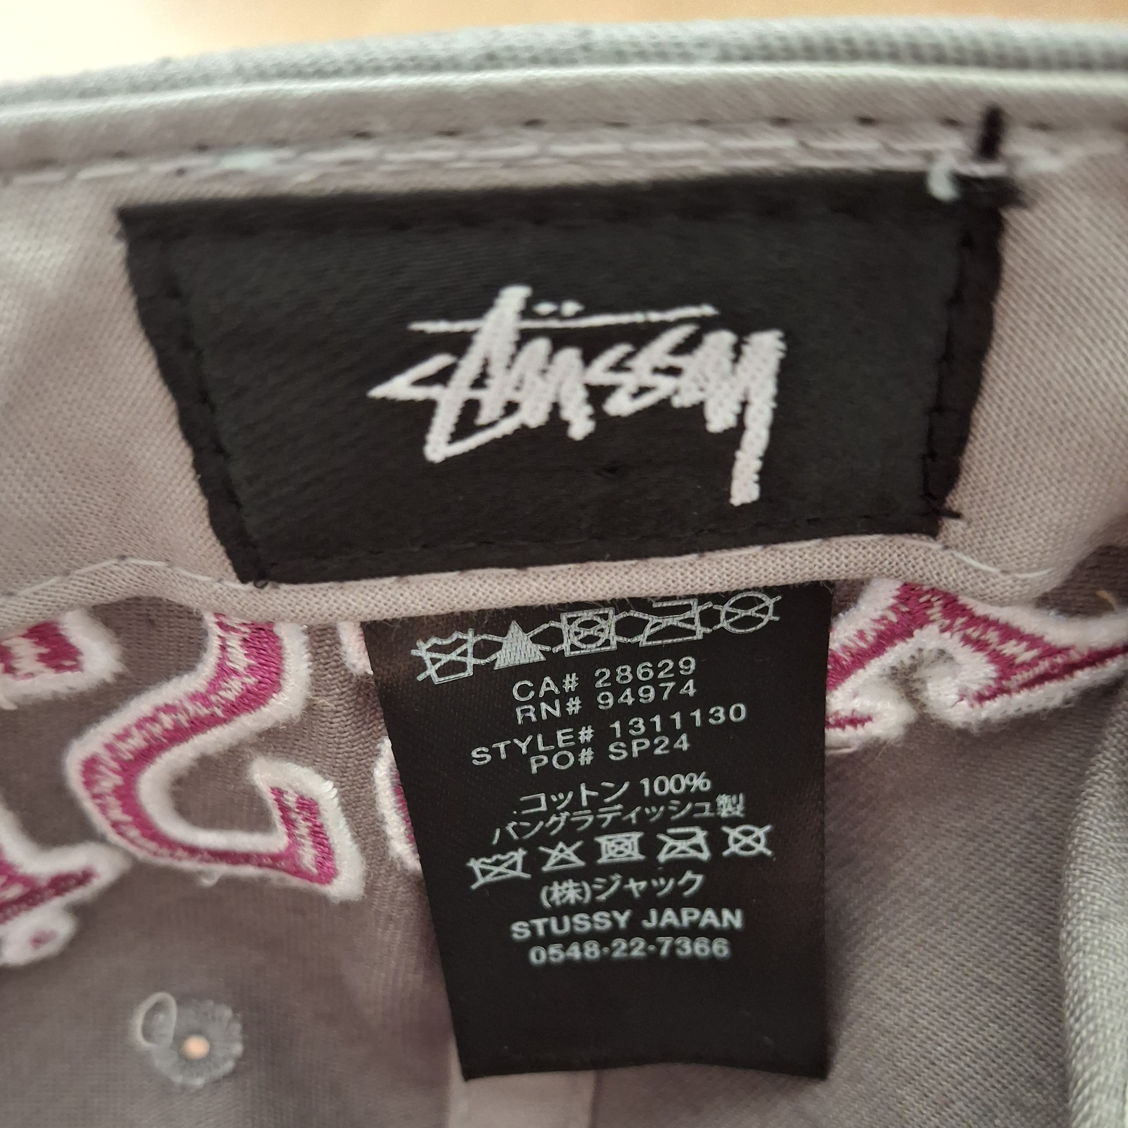 Stüssy
CA# 28629
RN# 94974
STYLE# 1311130
PO# SP24
コットン 100%
バングラディッシュ製
(株)ジャック
STUSSY JAPAN
0548-22-7366